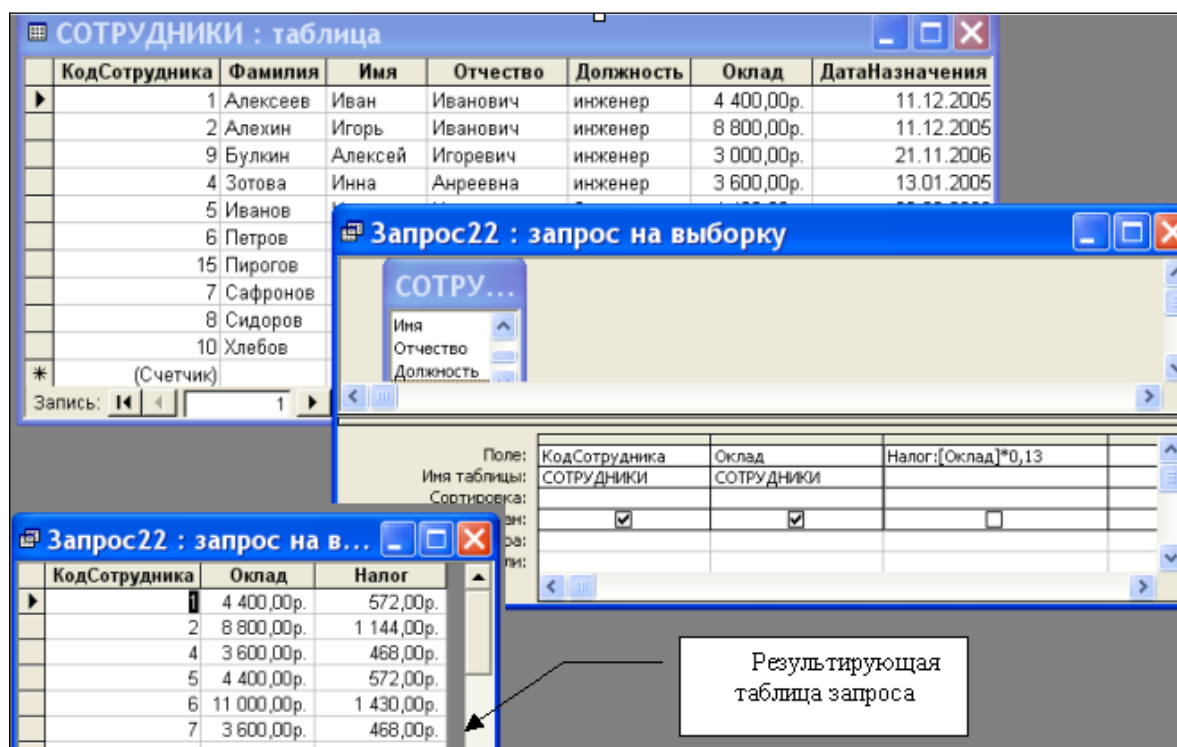 СОТРУДНИКИ : таблица
КодСотрудника Фамилия Имя Отчество Должность Оклад ДатаНазначения
1 Алексеев Иван Иванович инженер 4 400,00р. 11.12.2005
2 Алехин Игорь Иванович инженер 8 800,00р. 11.12.2005
9 Булкин Алексей Игоревич инженер 3 000,00р. 21.11.2006
4 Зотова Инна Анреевна инженер 3 600,00р. 13.01.2005
5 Иванов
6 Петров
15 Пирогов
7 Сафронов
8 Сидоров
10 Хлебов
(Счетчик)
Запись: 1
Запрос22 : запрос на выборку
СОТРУ...
Имя
Отчество
Должность
Поле: КодСотрудника Оклад Налог:[Оклад]*0,13
Имя таблицы: СОТРУДНИКИ СОТРУДНИКИ
Сортировка:
Запрос22 : запрос на в...
КодСотрудника Оклад Налог
1 4 400,00р. 572,00р.
2 8 800,00р. 1 144,00р.
4 3 600,00р. 468,00р.
5 4 400,00р. 572,00р.
6 11 000,00р. 1 430,00р.
7 3 600,00р. 468,00р.
Результирующая
таблица запроса